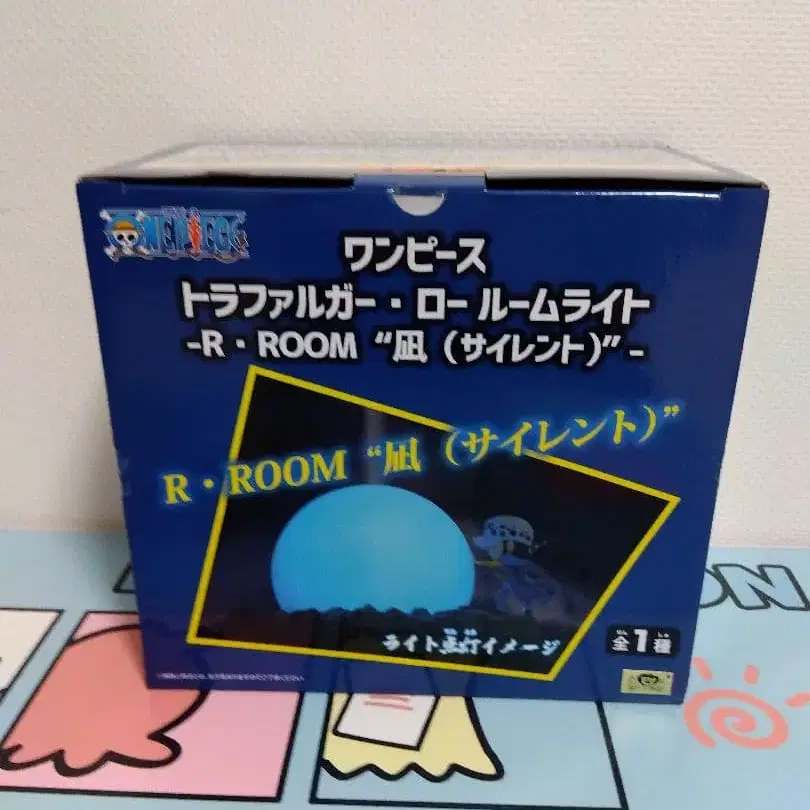 ONE PIECE
ワンピース
トラファルガー・ロー ルームライト
-R・ROOM “凪（サイレント）” -
R・ROOM “凪（サイレント）”
ライト点灯イメージ
全1種
ON